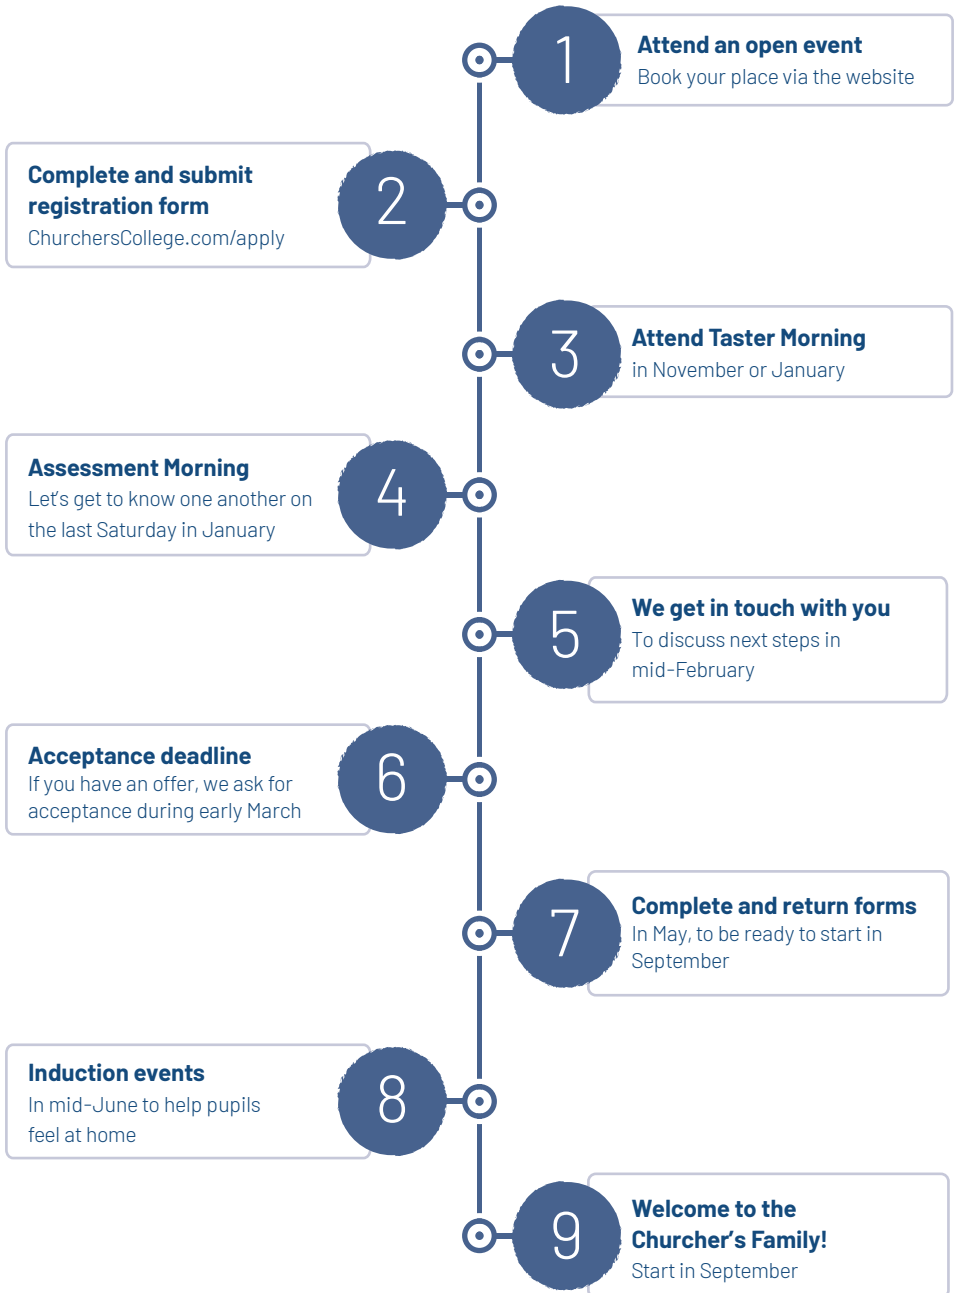 1
Attend an open event
Book your place via the website
2
Complete and submit
registration form
ChurchersCollege.com/apply
3
Attend Taster Morning
in November or January
4
Assessment Morning
Let's get to know one another on
the last Saturday in January
5
We get in touch with you
To discuss next steps in
mid-February
6
Acceptance deadline
If you have an offer, we ask for
acceptance during early March
7
Complete and return forms
In May, to be ready to start in
September
8
Induction events
In mid-June to help pupils
feel at home
9
Welcome to the
Churcher's Family!
Start in September